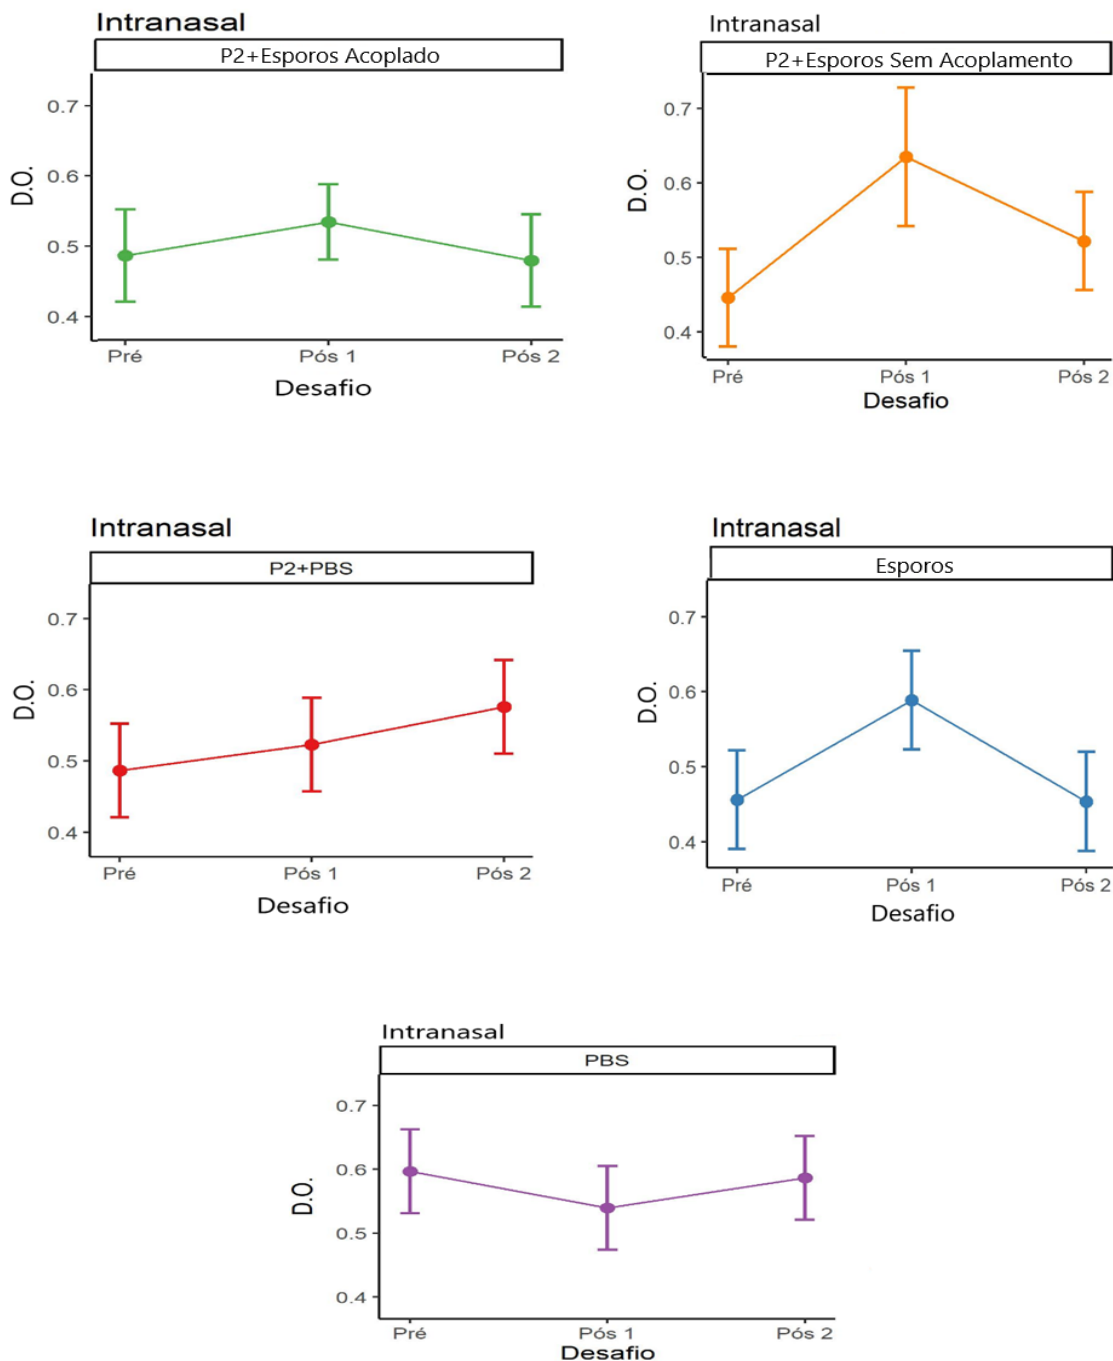 Intranasal
P2+Esporos Acoplado
0.7
0.6
0.5
0.4
D.O.
Pré
Pós 1
Pós 2
Desafio
Intranasal
P2+Esporos Sem Acoplamento
0.7
0.6
0.5
0.4
D.O.
Pré
Pós 1
Pós 2
Desafio
Intranasal
P2+PBS
0.7
0.6
0.5
0.4
D.O.
Pré
Pós 1
Pós 2
Desafio
Intranasal
Esporos
0.7
0.6
0.5
0.4
D.O.
Pré
Pós 1
Pós 2
Desafio
Intranasal
PBS
0.7
0.6
0.5
0.4
D.O.
Pré
Pós 1
Pós 2
Desafio